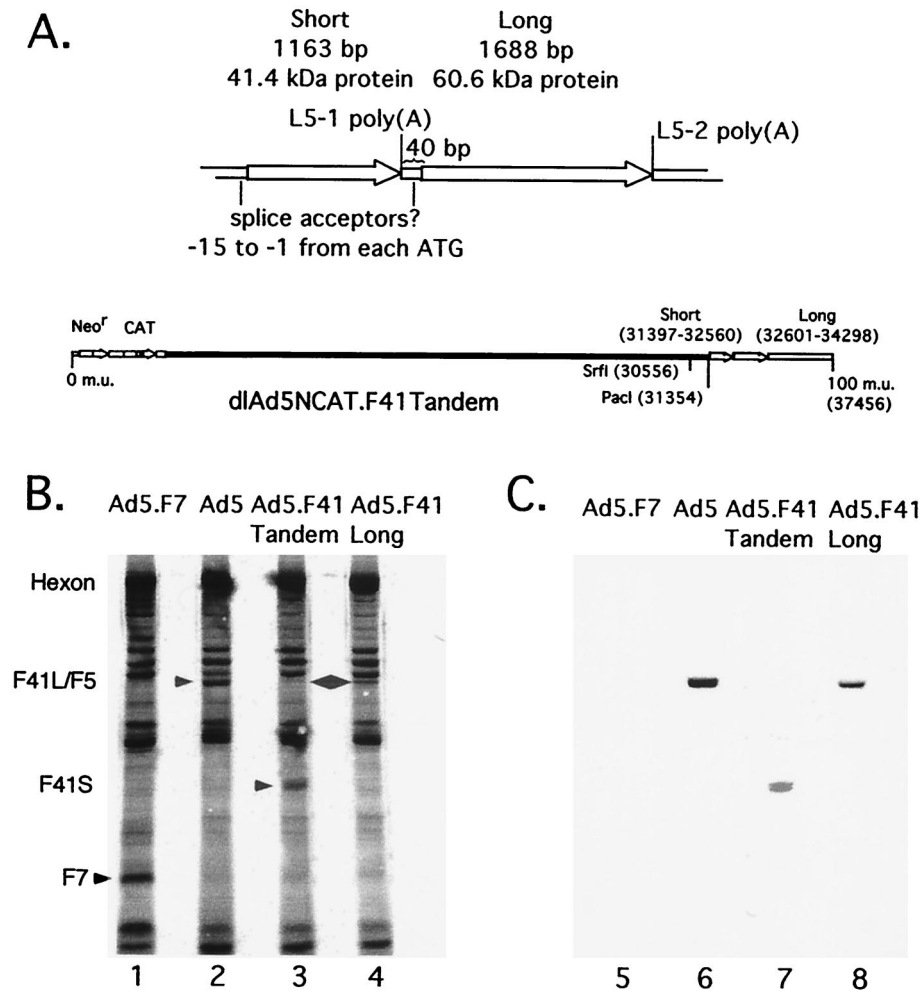 A.
Short Long
1163 bp 1688 bp
41.4 kDa protein 60.6 kDa protein
L5-1 poly(A) L5-2 poly(A)
40 bp
splice acceptors?
-15 to -1 from each ATG
Neoʳ CAT Short Long
(31397-32560) (32601-34298)
SrfI (30556)
0 m.u. 100 m.u.
dlAd5NCAT.F41Tandem PacI (31354) (37456)
B.
Ad5.F7 Ad5 Ad5.F41 Ad5.F41
Tandem Long
Hexon
F41L/F5
F41S
F7
1 2 3 4
C.
Ad5.F7 Ad5 Ad5.F41 Ad5.F41
Tandem Long
5 6 7 8